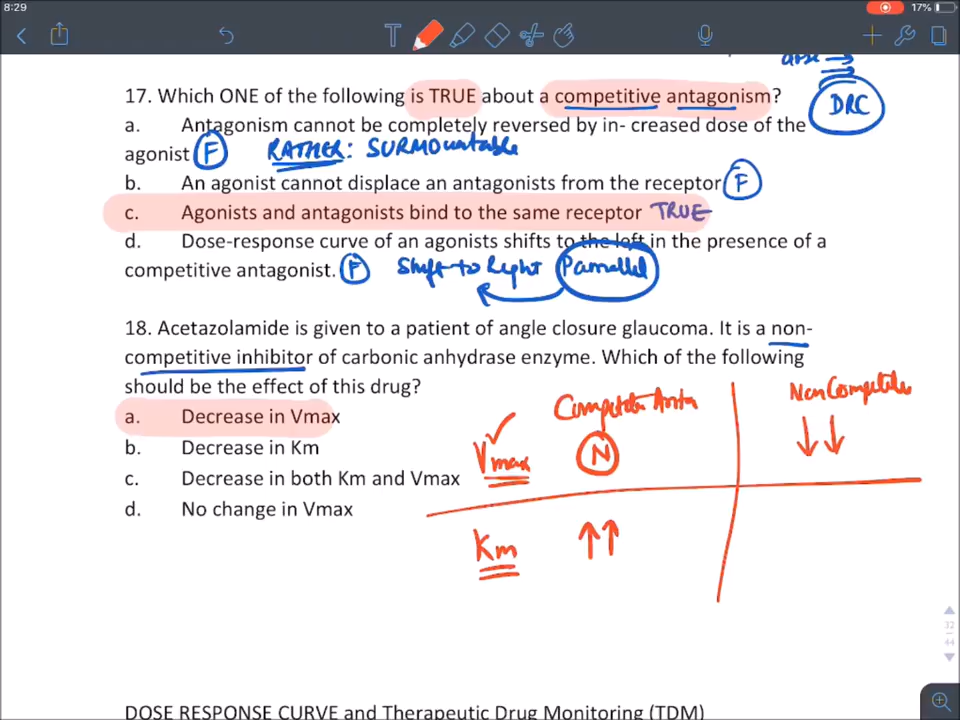 8:29
17%
T
dose
17. Which ONE of the following is TRUE about a competitive antagonism?
DRC
a. Antagonism cannot be completely reversed by in- creased dose of the
agonist F RATHER: SURMOuntable
b. An agonist cannot displace an antagonists from the receptor F
c. Agonists and antagonists bind to the same receptor TRUE
d. Dose-response curve of an agonists shifts to the left in the presence of a
competitive antagonist. F Shift to Right Parrallel
18. Acetazolamide is given to a patient of angle closure glaucoma. It is a non-
competitive inhibitor of carbonic anhydrase enzyme. Which of the following
should be the effect of this drug?
a. Decrease in Vmax
b. Decrease in Km
c. Decrease in both Km and Vmax
d. No change in Vmax
NonCompetitive
Vmax N ↓↓
Km ↑↑
32
44
DOSE RESPONSE CURVE and Therapeutic Drug Monitoring (TDM)